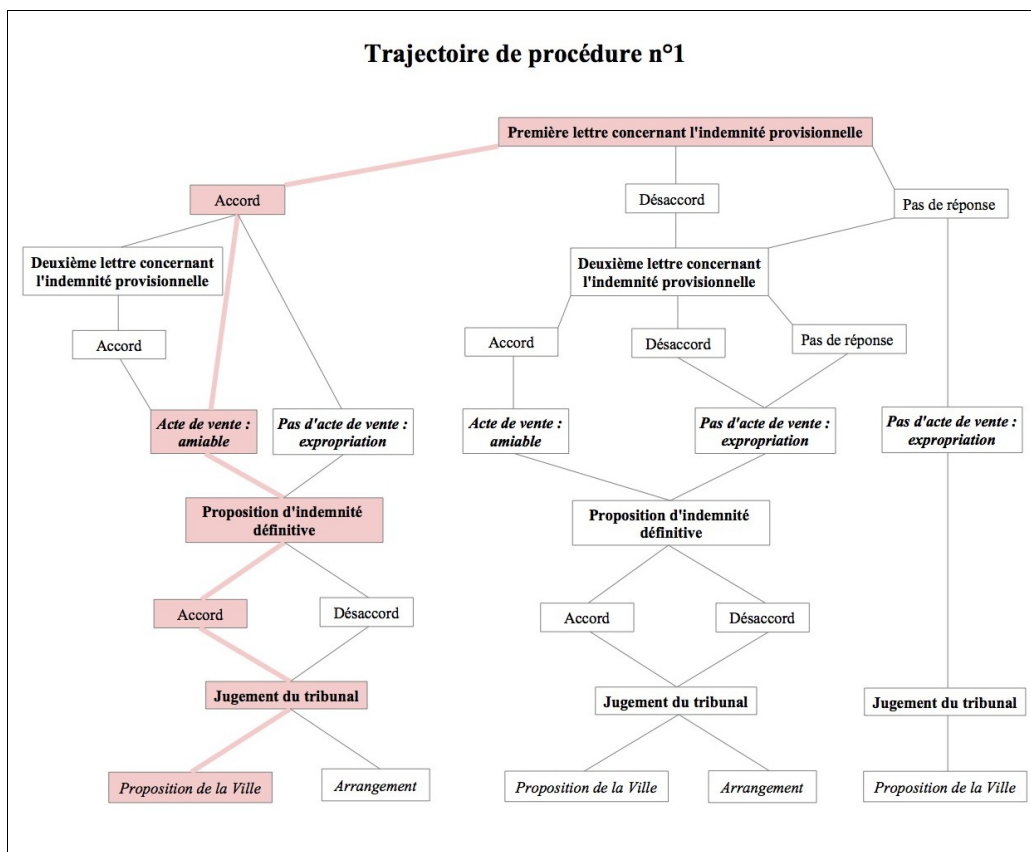 Trajectoire de procédure n°1
Première lettre concernant l'indemnité provisionnelle
Accord
Désaccord
Pas de réponse
Deuxième lettre concernant
l'indemnité provisionnelle
Deuxième lettre concernant
l'indemnité provisionnelle
Accord
Accord
Désaccord
Pas de réponse
Acte de vente :
amiable
Pas d'acte de vente :
expropriation
Acte de vente :
amiable
Pas d'acte de vente :
expropriation
Pas d'acte de vente :
expropriation
Proposition d'indemnité
définitive
Proposition d'indemnité
définitive
Accord
Désaccord
Accord
Désaccord
Jugement du tribunal
Jugement du tribunal
Jugement du tribunal
Proposition de la Ville
Arrangement
Proposition de la Ville
Arrangement
Proposition de la Ville